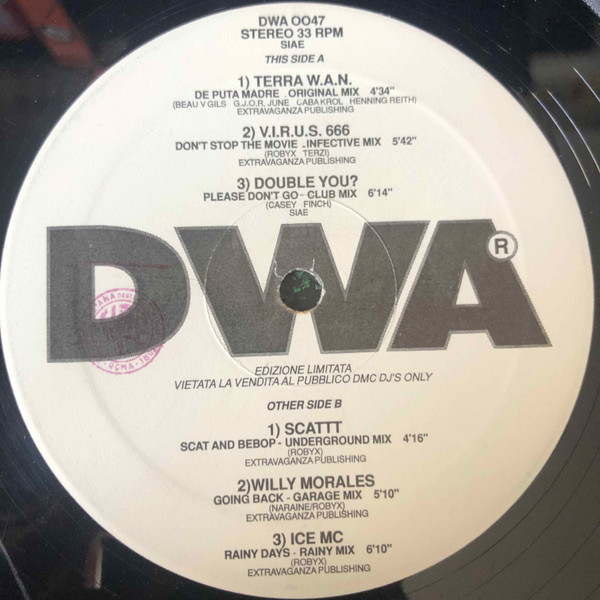 DWA 0047
STEREO 33 RPM
SIAE
THIS SIDE A
1) TERRA W.A.N.
DE PUTA MADRE .ORIGINAL MIX 4'34"
(BEAU V GILS G.J.O.R. JUNE CABA KROL HENNING REITH)
EXTRAVAGANZA PUBLISHING
2) V.I.R.U.S. 666
DON'T STOP THE MOVIE .INFECTIVE MIX 5'42"
(ROBYX TERZI)
EXTRAVAGANZA PUBLISHING
3) DOUBLE YOU?
PLEASE DON'T GO - CLUB MIX 6'14"
(CASEY FINCH)
SIAE
DWA ®
EDIZIONE LIMITATA
VIETATA LA VENDITA AL PUBBLICO DMC DJ'S ONLY
OTHER SIDE B
1) SCATTT
SCAT AND BEBOP - UNDERGROUND MIX 4'16"
(ROBYX)
EXTRAVAGANZA PUBLISHING
2)WILLY MORALES
GOING BACK - GARAGE MIX 5'10"
(NARAINE/ROBYX)
EXTRAVAGANZA PUBLISHING
3) ICE MC
RAINY DAYS - RAINY MIX 6'10"
(ROBYX)
EXTRAVAGANZA PUBLISHING